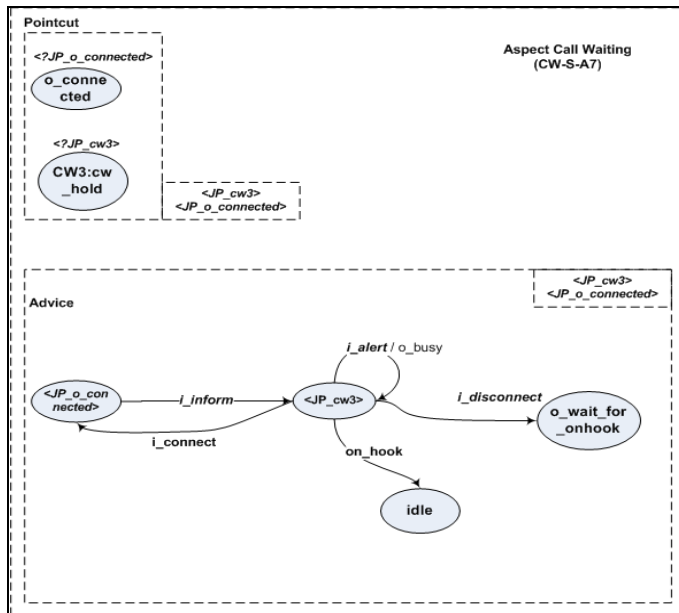 Pointcut
Aspect Call Waiting
(CW-S-A7)
<?JP_o_connected>
o_conne
cted
<?JP_cw3>
CW3:cw
_hold
<JP_cw3>
<JP_o_connected>
<JP_cw3>
<JP_o_connected>
Advice
i_alert / o_busy
<JP_o_con
nected>
i_inform
<JP_cw3>
i_disconnect
o_wait_for
_onhook
i_connect
on_hook
idle